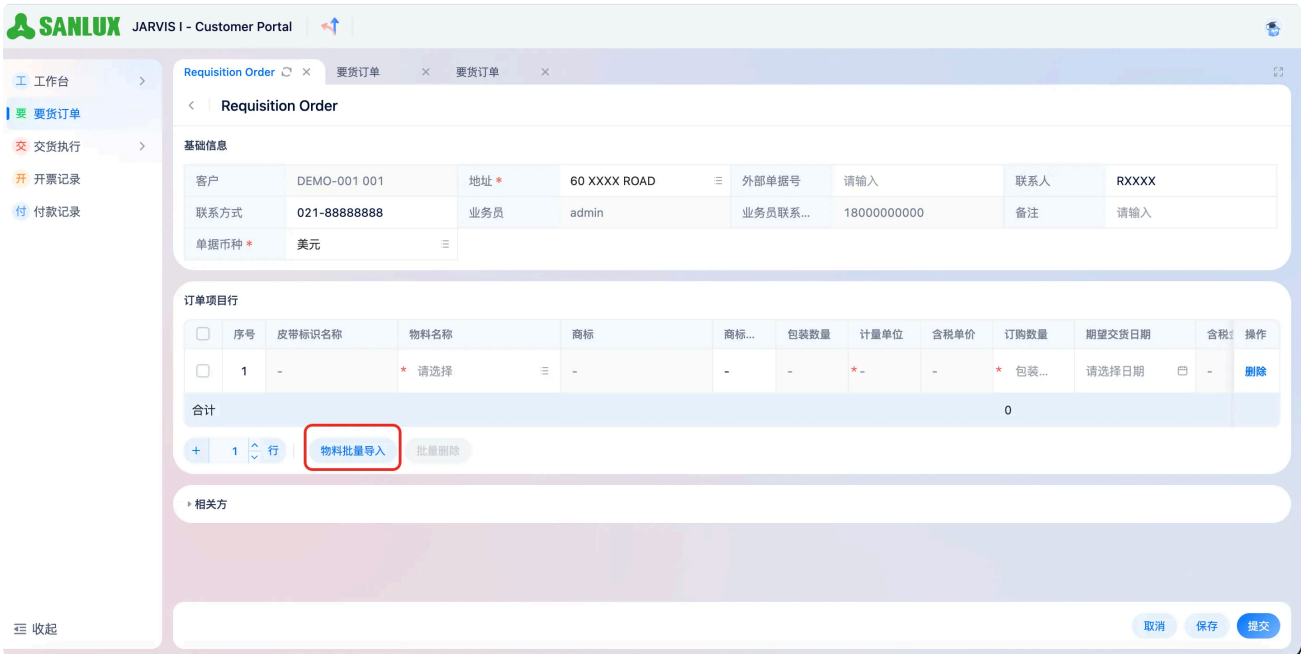 SANLUX JARVIS I - Customer Portal
工 工作台
要 要货订单
交 交货执行
开 开票记录
付 付款记录
收起
Requisition Order 要货订单 要货订单
Requisition Order
基础信息
客户 DEMO-001 001 地址 * 60 XXXX ROAD 外部单据号 请输入 联系人 RXXXX
联系方式 021-88888888 业务员 admin 业务员联系... 18000000000 备注 请输入
单据币种 * 美元
订单项目行
序号 皮带标识名称 物料名称 商标 商标... 包装数量 计量单位 含税单价 订购数量 期望交货日期 含税 操作
1 - * 请选择 - - - * - - * 包装... 请选择日期 - 删除
合计 0
+ 1 行 物料批量导入 批量删除
相关方
取消 保存 提交